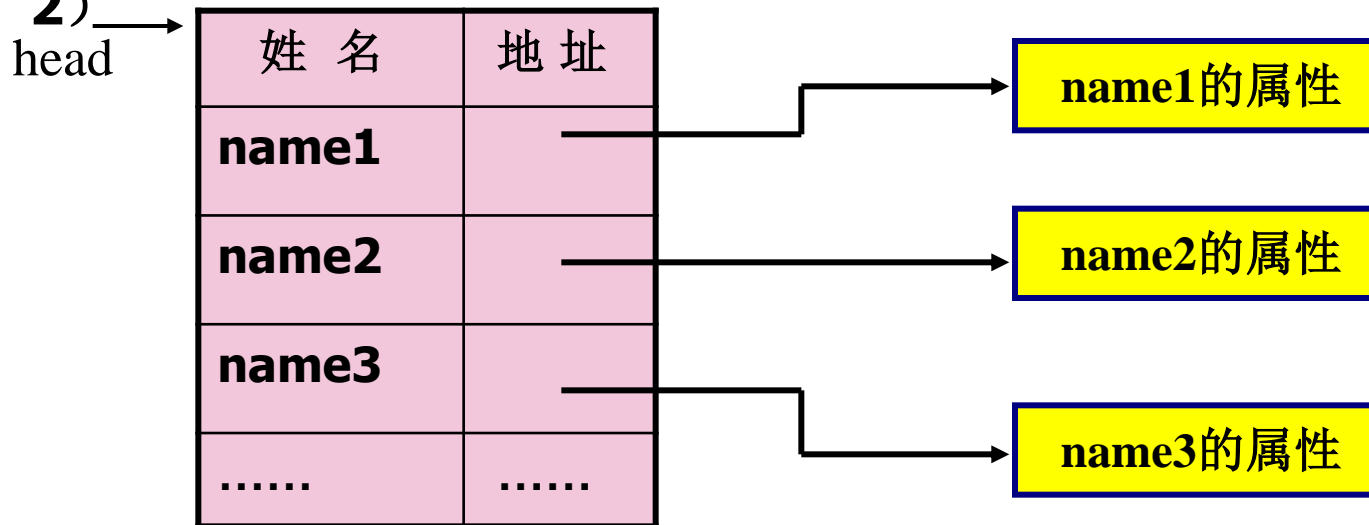 2)
head
姓 名 地 址
name1
name2
name3
...... ......
name1的属性
name2的属性
name3的属性